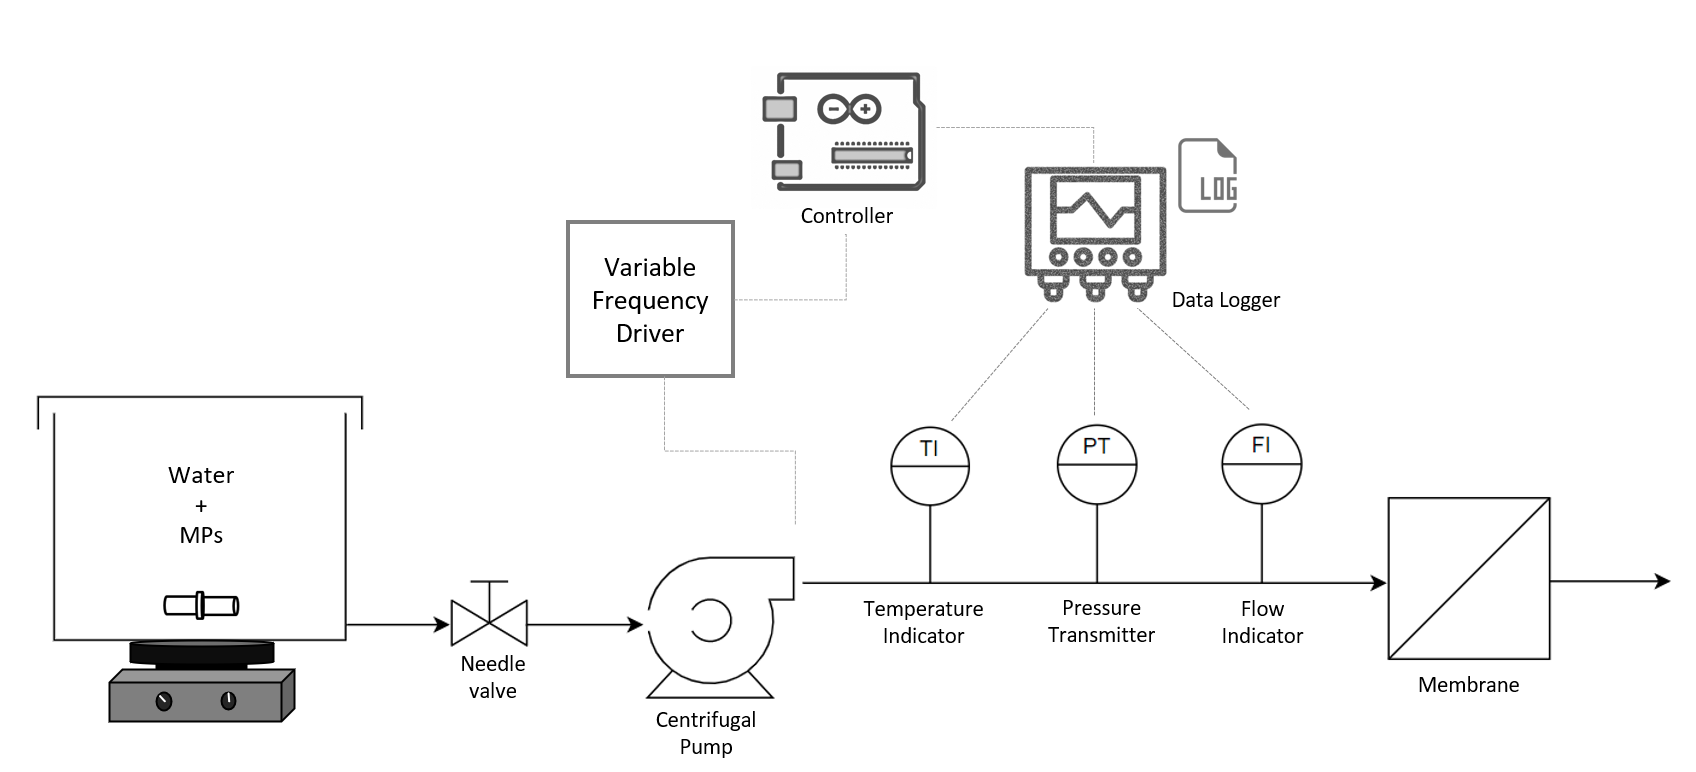 Controller
LOG
Data Logger
Variable
Frequency
Driver
Water
+
MPs
TI
PT
FI
Temperature
Indicator
Pressure
Transmitter
Flow
Indicator
Needle
valve
Centrifugal
Pump
Membrane